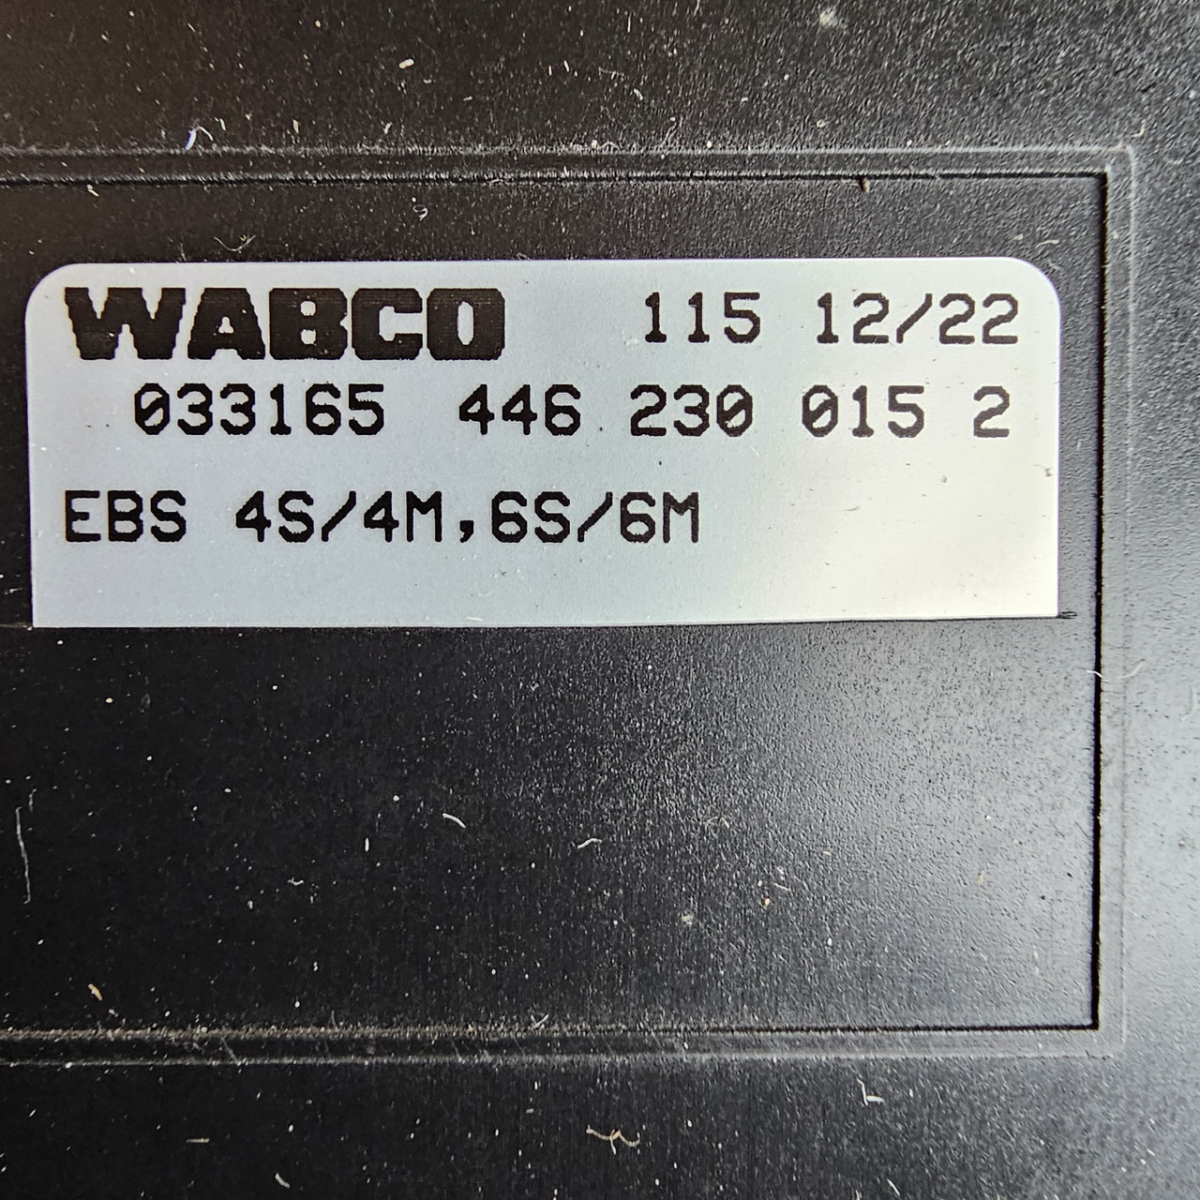 WABCO 115 12/22
033165 446 230 015 2
EBS 4S/4M,6S/6M